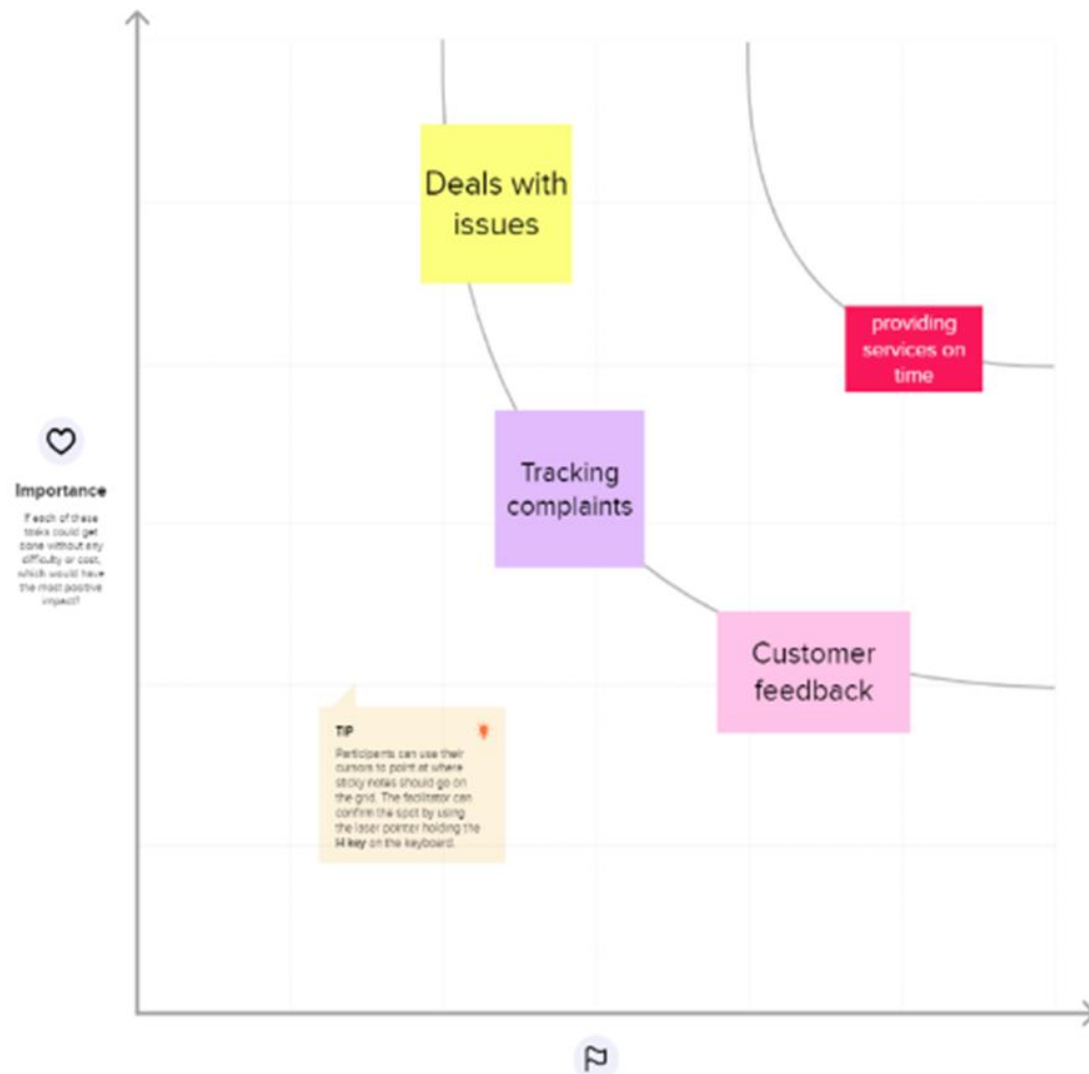 Deals with
issues
providing
services on
time
Tracking
complaints
Importance
If each of these
tasks could get
done without any
difficulty or cost,
which would have
the most positive
impact?
Customer
feedback
TIP
Participants can use their
cursors to point at where
sticky notes should go on
the grid. The facilitator can
confirm the spot by using
the laser pointer holding the
H key on the keyboard.